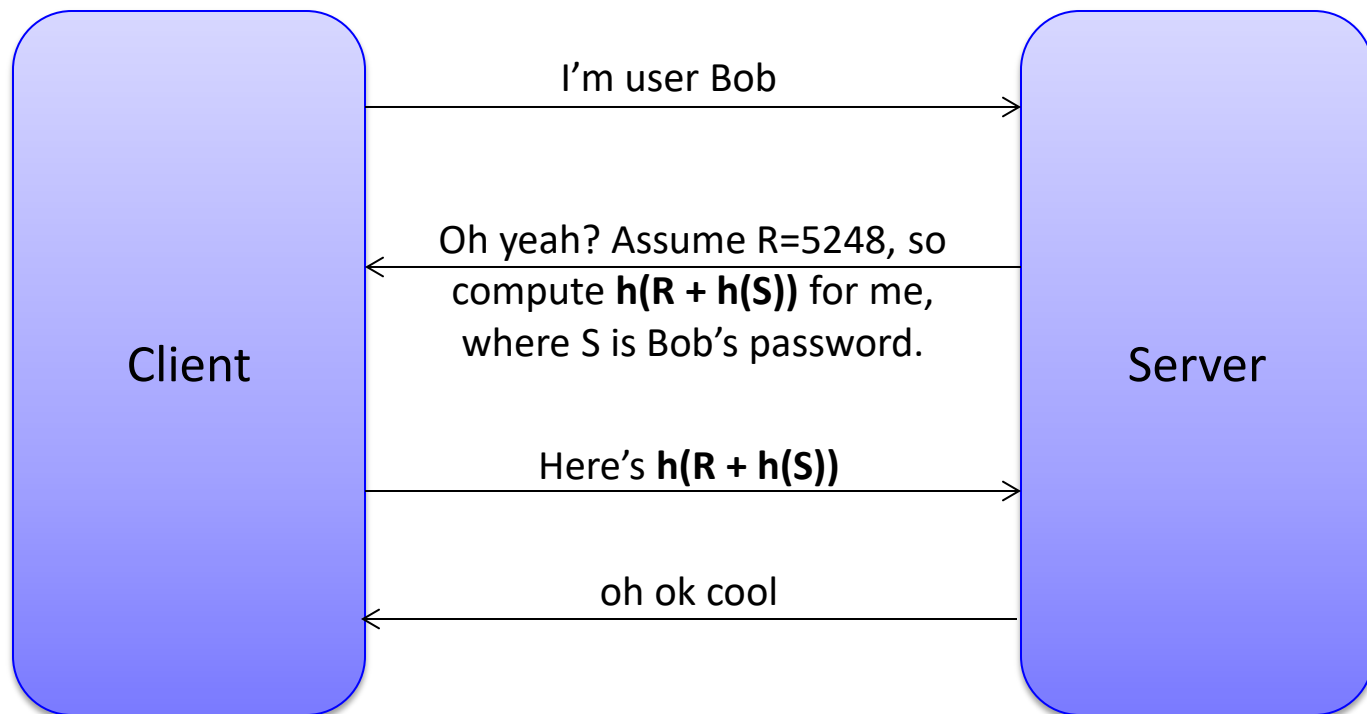 I’m user Bob
Oh yeah? Assume R=5248, so
compute h(R + h(S)) for me,
where S is Bob’s password.
Client
Server
Here’s h(R + h(S))
oh ok cool